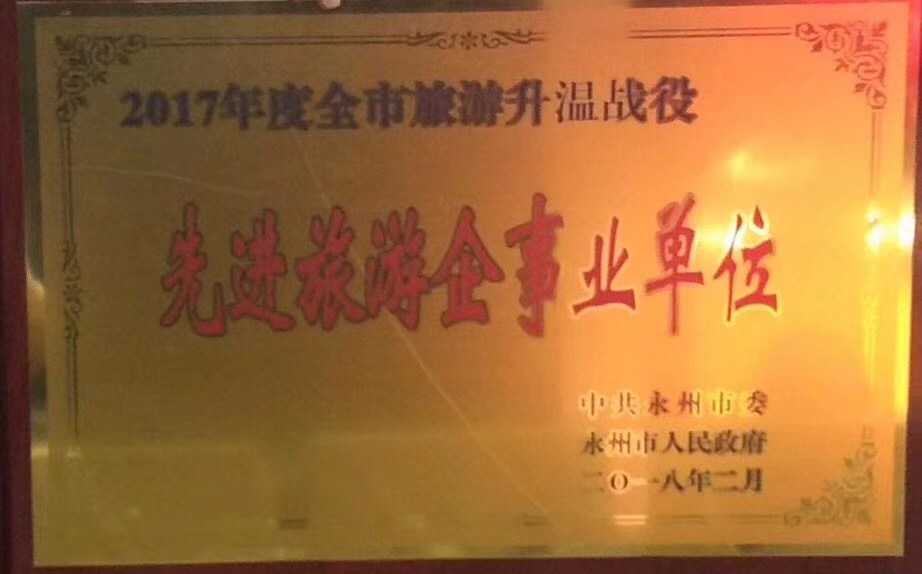 2017年度全市旅游升温战役
先进旅游企事业单位
中共永州市委
永州市人民政府
二〇一八年二月